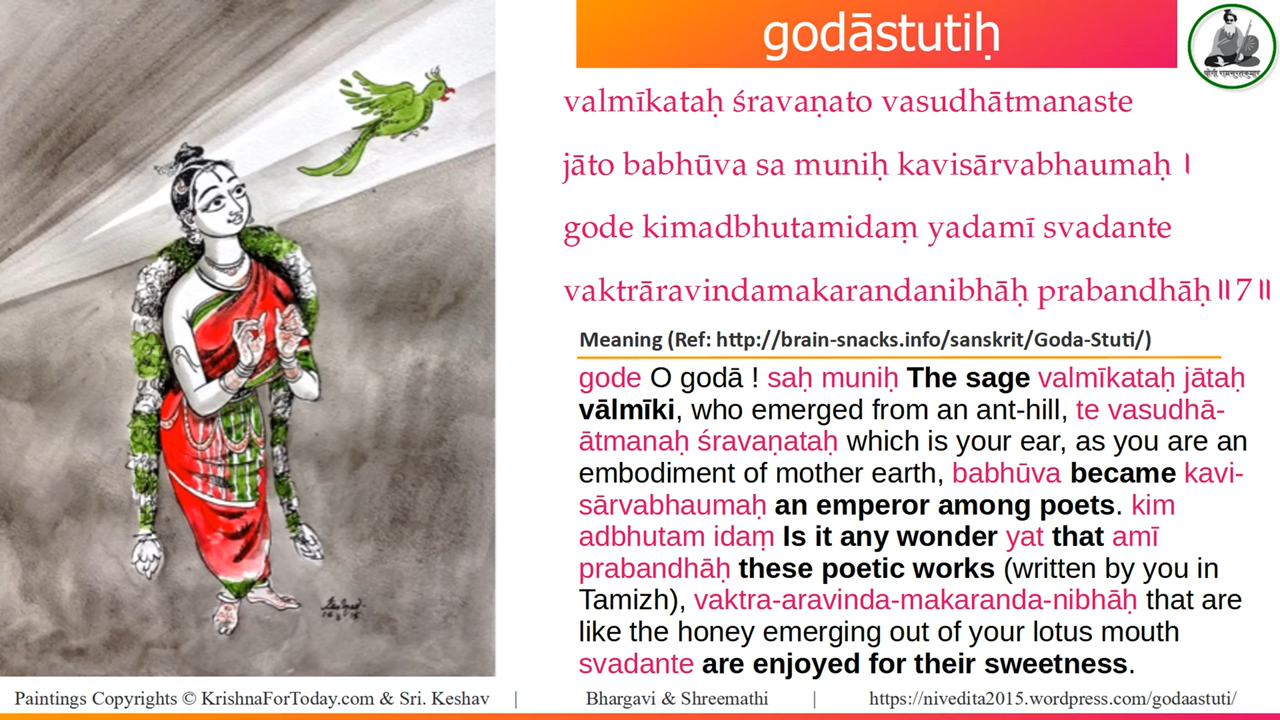 godāstutiḥ
योगी रामसुरतकुमार
valmīkataḥ śravaṇato vasudhātmanaste
jāto babhūva sa muniḥ kavisārvabhaumaḥ ।
gode kimadbhutamidaṃ yadamī svadante
vaktrāravindamakarandanibhāḥ prabandhāḥ॥7॥
Meaning (Ref: http://brain-snacks.info/sanskrit/Goda-Stuti/)
gode O godā ! saḥ muniḥ The sage valmīkataḥ jātaḥ
vālmīki, who emerged from an ant-hill, te vasudhā-
ātmanaḥ śravaṇataḥ which is your ear, as you are an
embodiment of mother earth, babhūva became kavi-
sārvabhaumaḥ an emperor among poets. kim
adbhutam idaṃ Is it any wonder yat that amī
prabandhāḥ these poetic works (written by you in
Tamizh), vaktra-aravinda-makaranda-nibhāḥ that are
like the honey emerging out of your lotus mouth
svadante are enjoyed for their sweetness.
Paintings Copyrights © KrishnaForToday.com & Sri. Keshav | Bhargavi & Shreemathi | https://nivedita2015.wordpress.com/godaastuti/